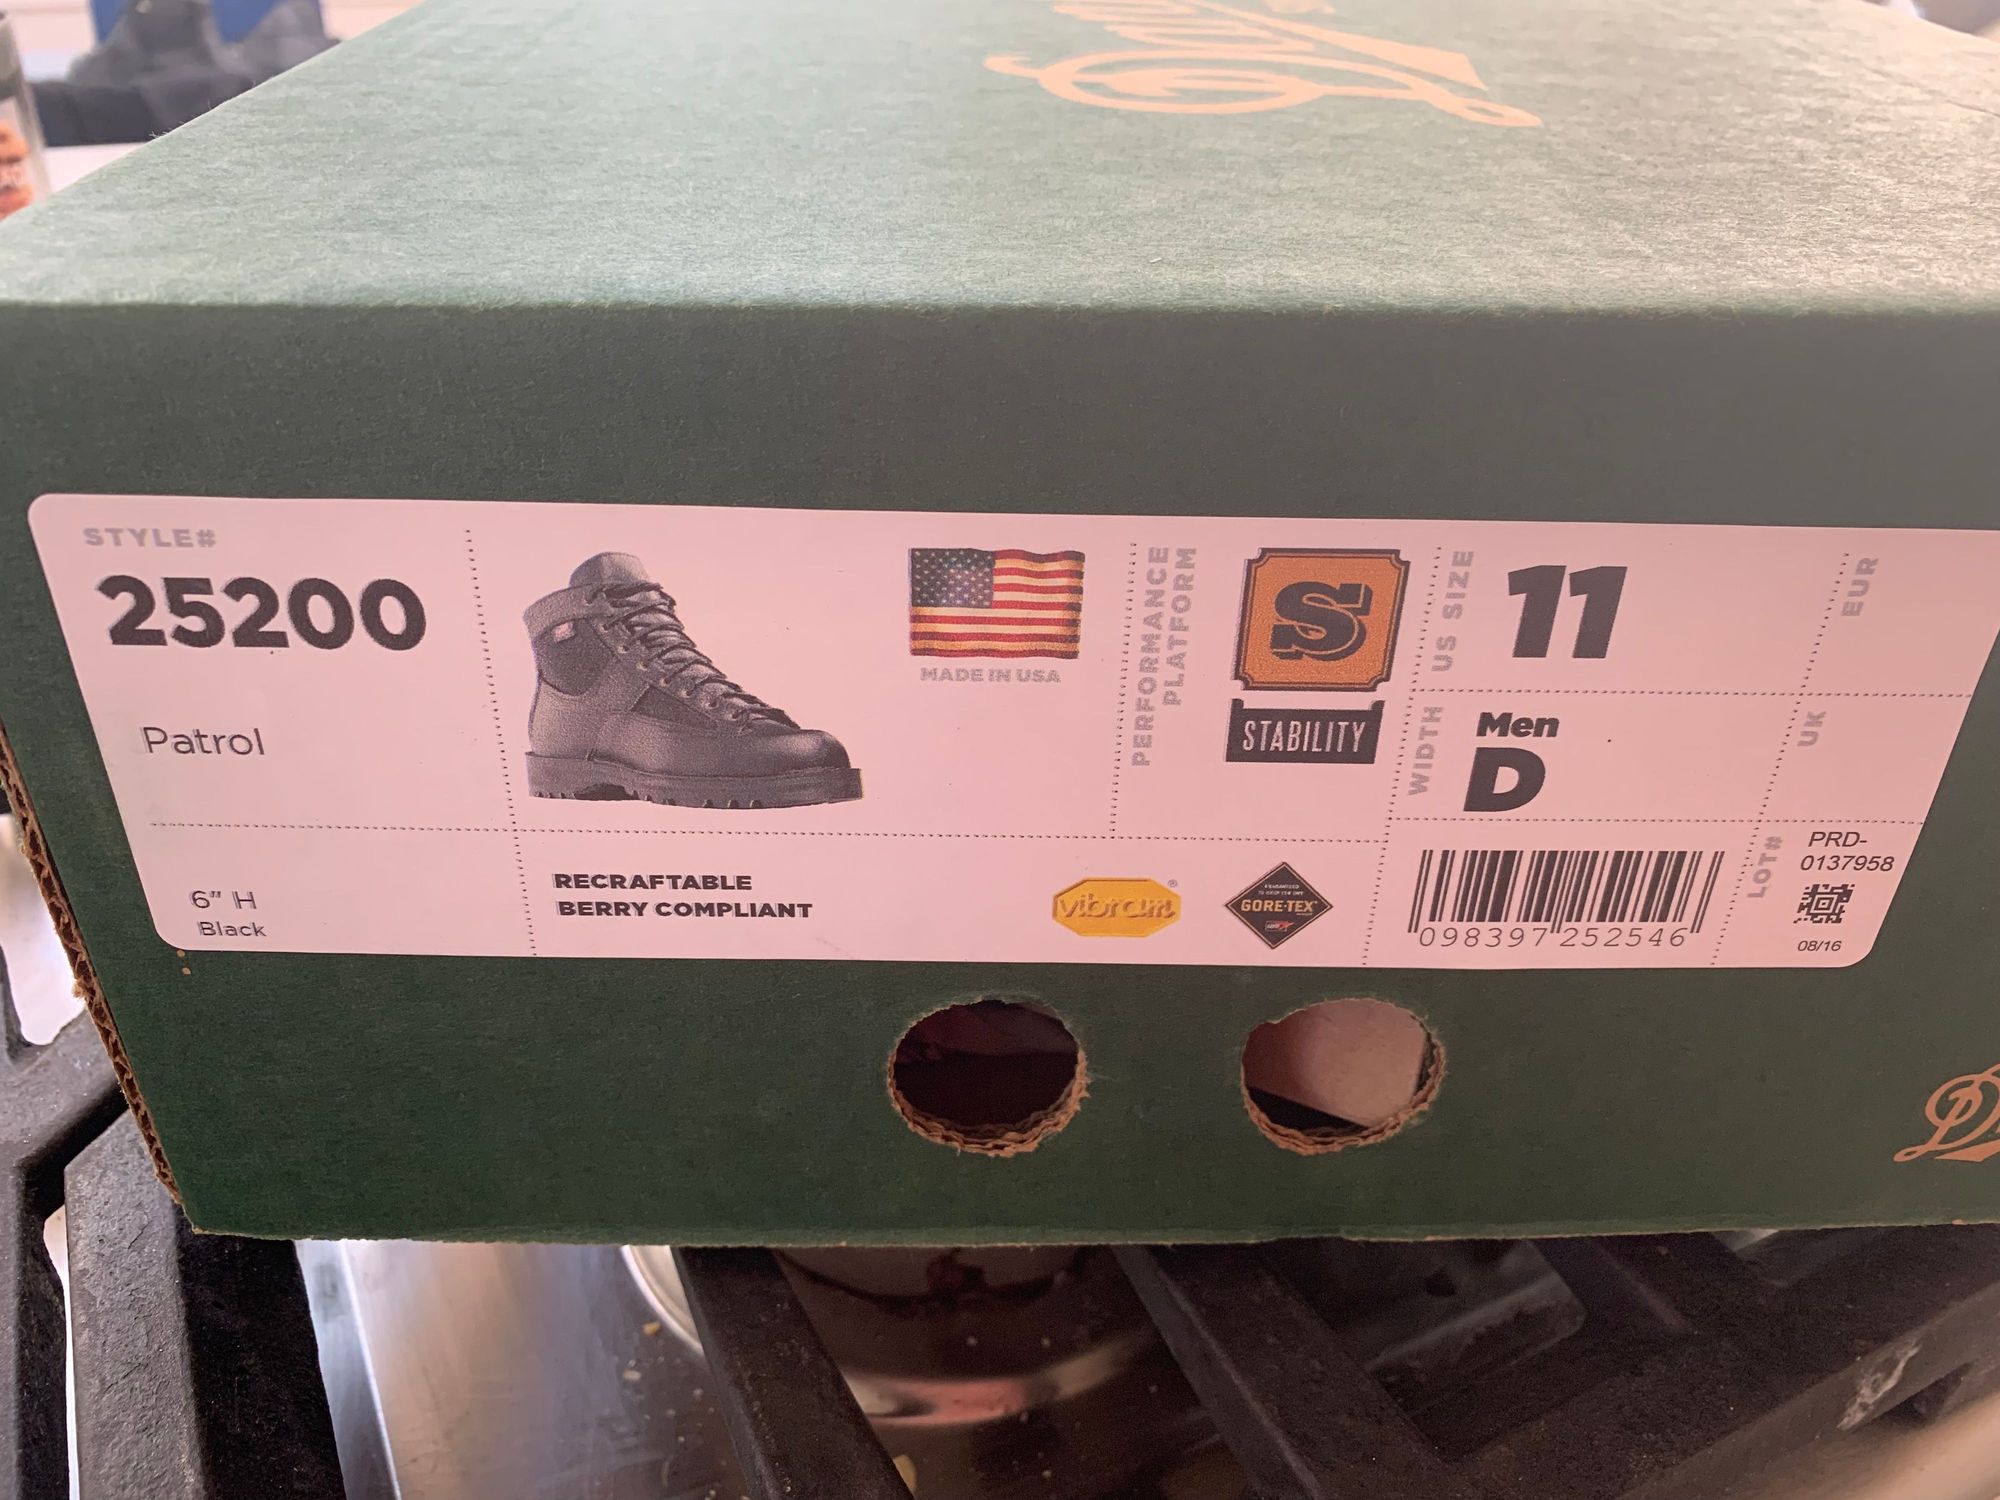 STYLE#
25200
Patrol
6" H
Black
MADE IN USA
RECRAFTABLE
BERRY COMPLIANT
vibram®
GORE-TEX
PERFORMANCE
PLATFORM
S
STABILITY
US SIZE
11
WIDTH
Men
D
EUR
UK
098397 252546
LOT#
PRD-
0137958
08/16